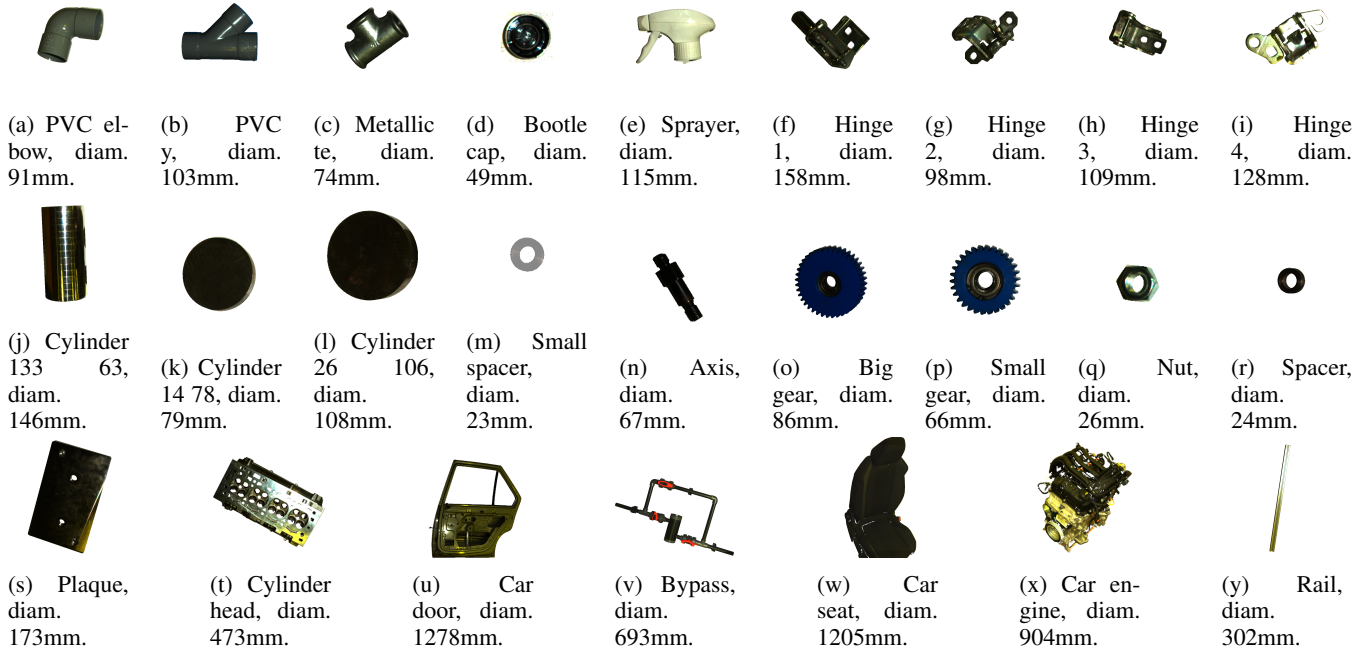 (a) PVC el-
bow, diam.
91mm.
(b) PVC
y, diam.
103mm.
(c) Metallic
te, diam.
74mm.
(d) Bootle
cap, diam.
49mm.
(e) Sprayer,
diam.
115mm.
(f) Hinge
1, diam.
158mm.
(g) Hinge
2, diam.
98mm.
(h) Hinge
3, diam.
109mm.
(i) Hinge
4, diam.
128mm.
(j) Cylinder
133 63,
diam.
146mm.
(k) Cylinder
14 78, diam.
79mm.
(l) Cylinder
26 106,
diam.
108mm.
(m) Small
spacer,
diam.
23mm.
(n) Axis,
diam.
67mm.
(o) Big
gear, diam.
86mm.
(p) Small
gear, diam.
66mm.
(q) Nut,
diam.
26mm.
(r) Spacer,
diam.
24mm.
(s) Plaque,
diam.
173mm.
(t) Cylinder
head, diam.
473mm.
(u) Car
door, diam.
1278mm.
(v) Bypass,
diam.
693mm.
(w) Car
seat, diam.
1205mm.
(x) Car en-
gine, diam.
904mm.
(y) Rail,
diam.
302mm.